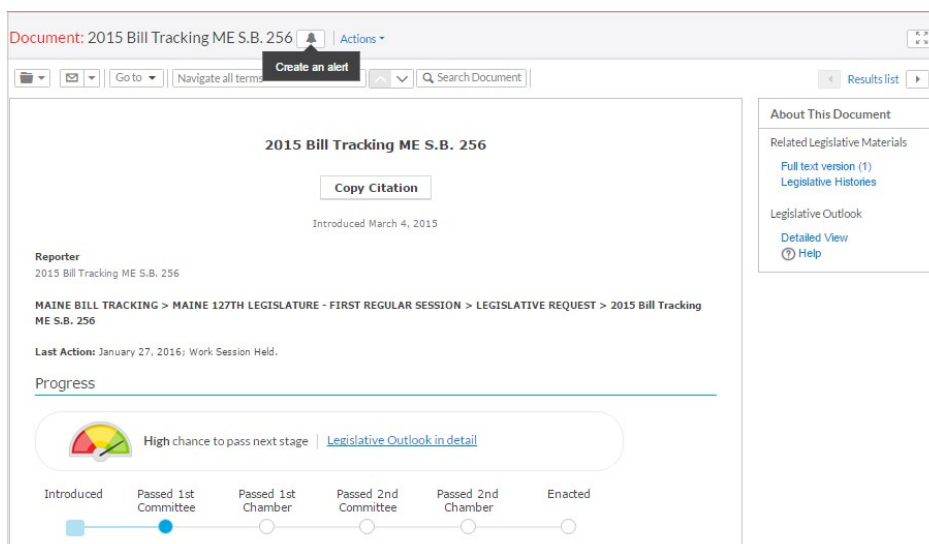 Document: 2015 Bill Tracking ME S.B. 256 Actions
Create an alert
Go to Navigate all terms Search Document Results list
About This Document
Related Legislative Materials
Full text version (1)
Legislative Histories
Legislative Outlook
Detailed View
? Help
2015 Bill Tracking ME S.B. 256
Copy Citation
Introduced March 4, 2015
Reporter
2015 Bill Tracking ME S.B. 256
MAINE BILL TRACKING > MAINE 127TH LEGISLATURE - FIRST REGULAR SESSION > LEGISLATIVE REQUEST > 2015 Bill Tracking
ME S.B. 256
Last Action: January 27, 2016; Work Session Held.
Progress
High chance to pass next stage Legislative Outlook in detail
Introduced Passed 1st Passed 1st Passed 2nd Passed 2nd Enacted
Committee Chamber Committee Chamber